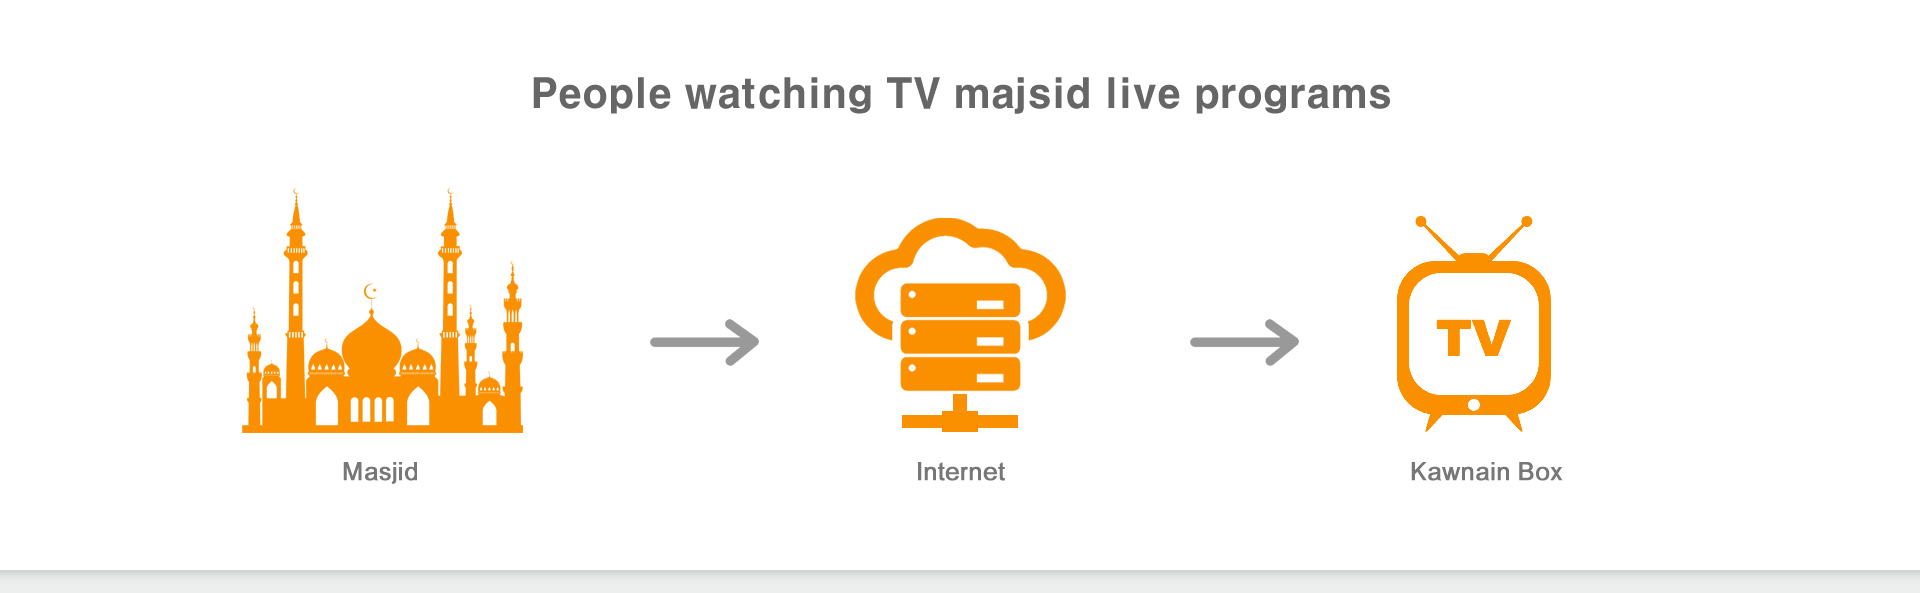 People watching TV majsid live programs
TV
Masjid
Internet
Kawnain Box